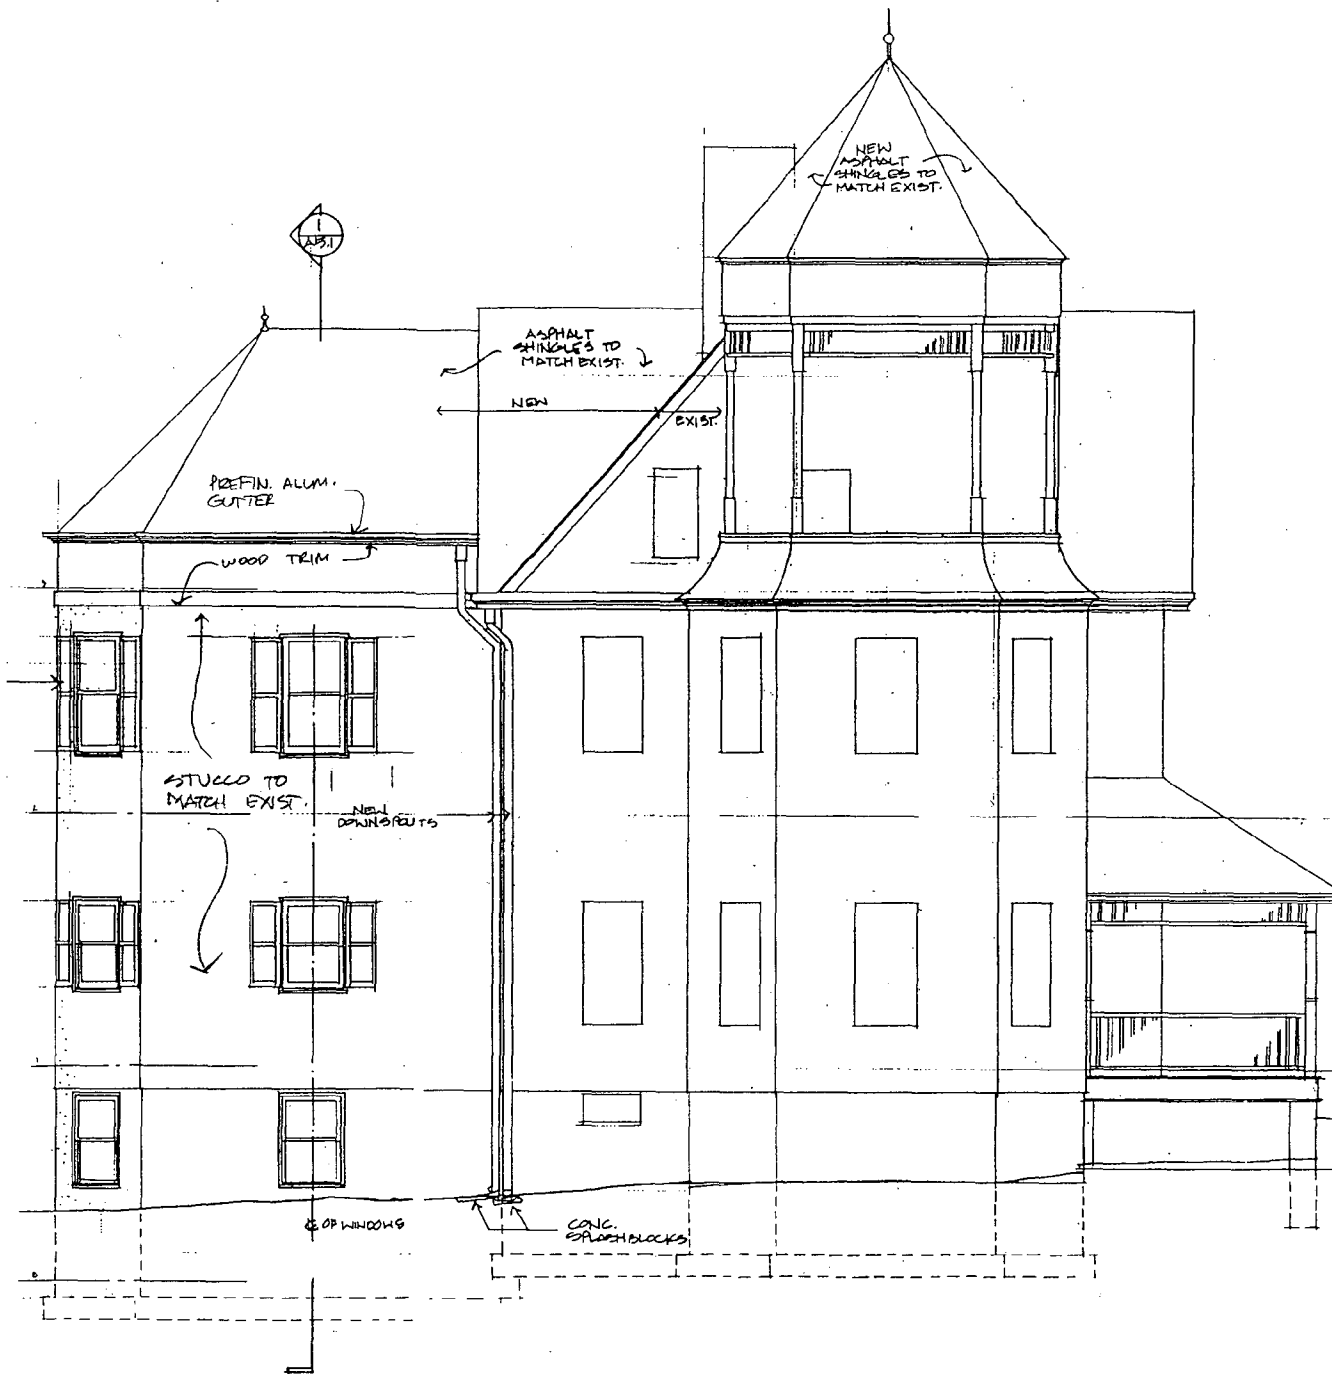 NEW
ASPHALT
SHINGLES TO
MATCH EXIST.
1
A5.1
ASPHALT
SHINGLES TO
MATCH EXIST.
NEW
EXIST.
PREFIN. ALUM.
GUTTER
WOOD TRIM
STUCCO TO
MATCH EXIST.
NEW
DOWNSPOUTS
℄ OF WINDOWS
CONC.
SPLASHBLOCKS